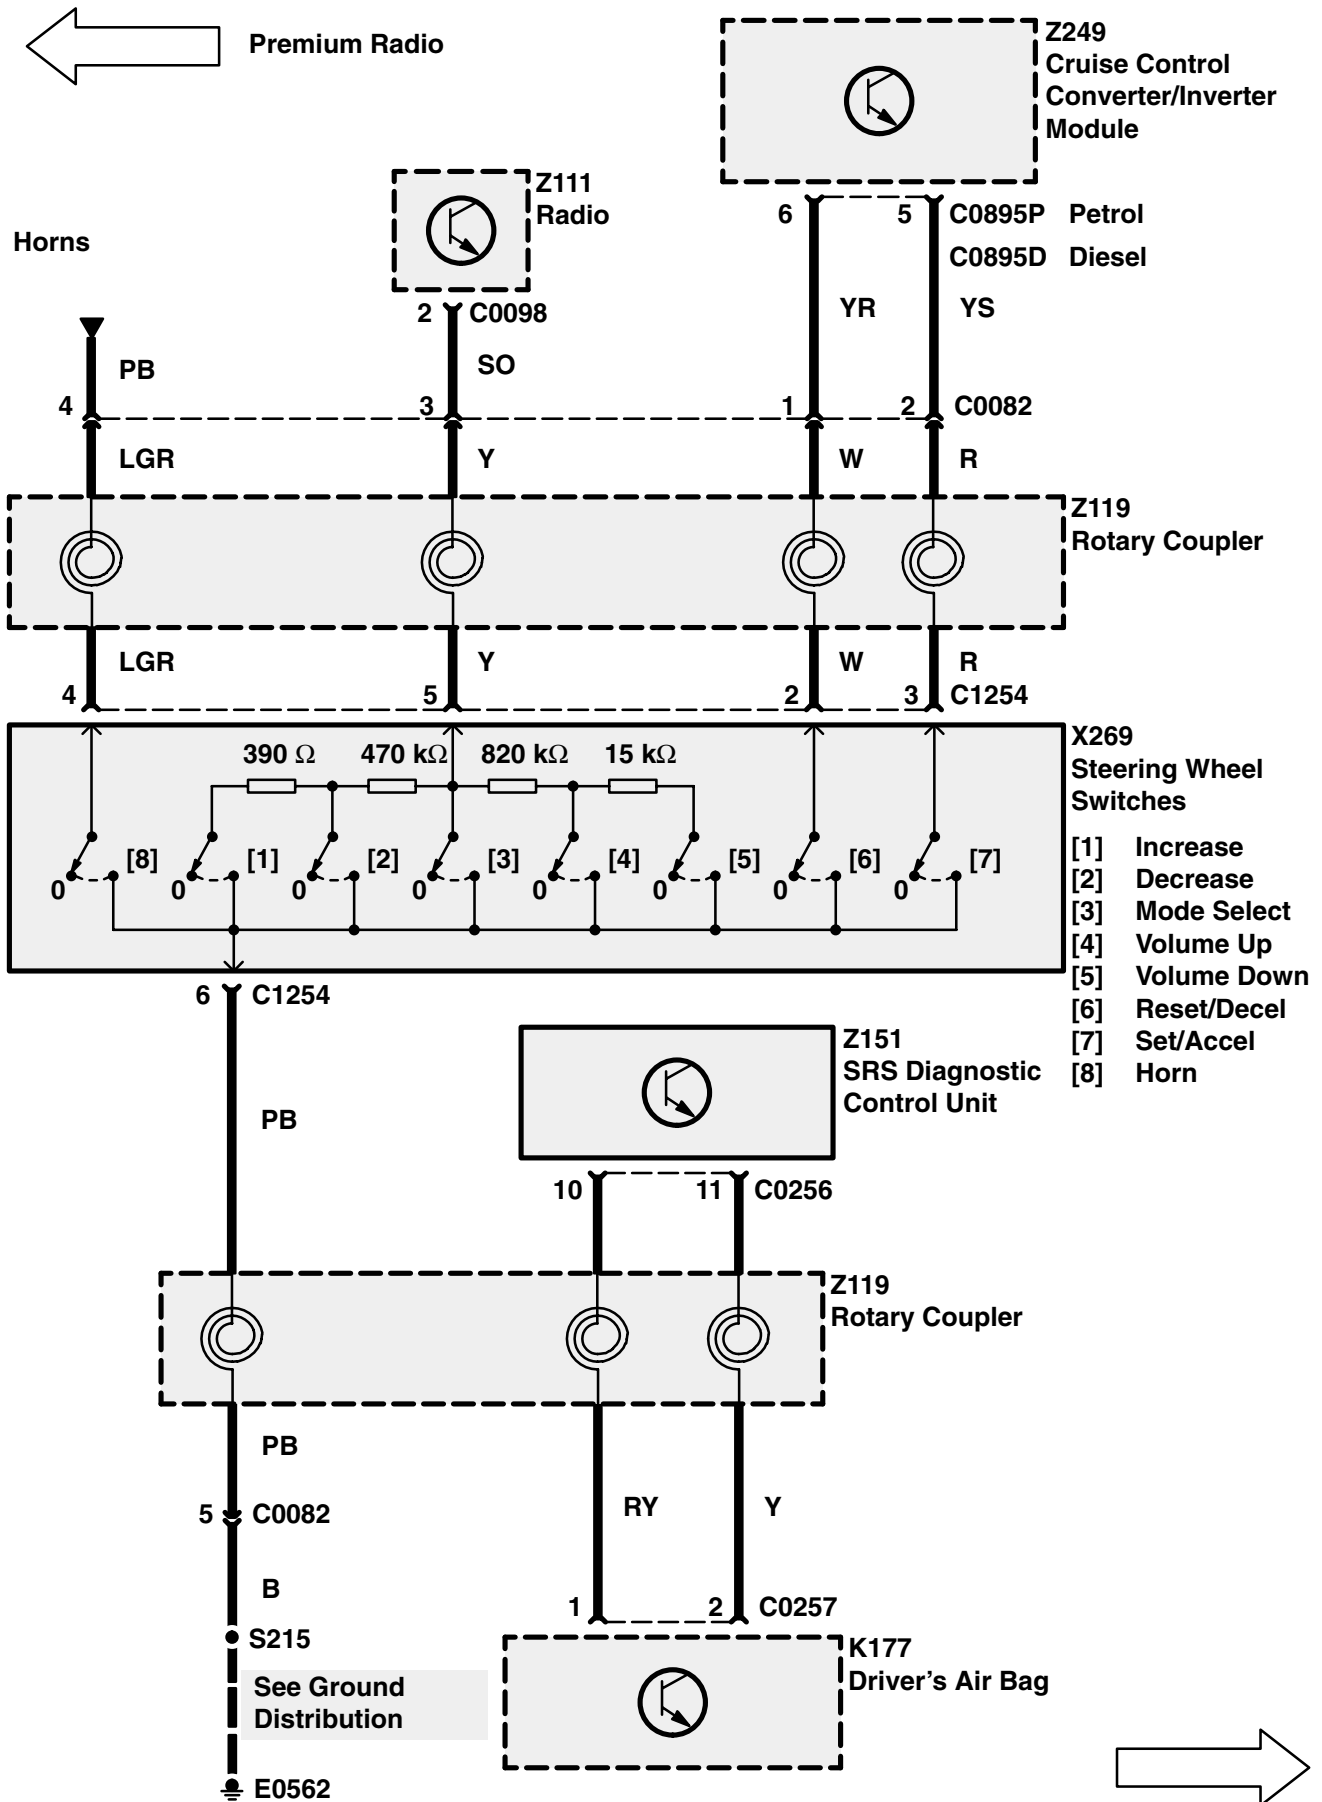 Premium Radio
Z249
Cruise Control
Converter/Inverter
Module
Z111
Radio
Horns
6 5 C0895P Petrol
C0895D Diesel
2 C0098
YR YS
PB SO
4 3 1 2 C0082
LGR Y W R
Z119
Rotary Coupler
LGR Y W R
4 5 2 3 C1254
X269
Steering Wheel
Switches
390 Ω 470 kΩ 820 kΩ 15 kΩ
0 [8] 0 [1] 0 [2] 0 [3] 0 [4] 0 [5] 0 [6] 0 [7]
[1] Increase
[2] Decrease
[3] Mode Select
[4] Volume Up
[5] Volume Down
[6] Reset/Decel
[7] Set/Accel
[8] Horn
6 C1254
Z151
SRS Diagnostic
Control Unit
PB
10 11 C0256
Z119
Rotary Coupler
PB
5 C0082
RY Y
B
1 2 C0257
S215
K177
Driver's Air Bag
See Ground
Distribution
E0562